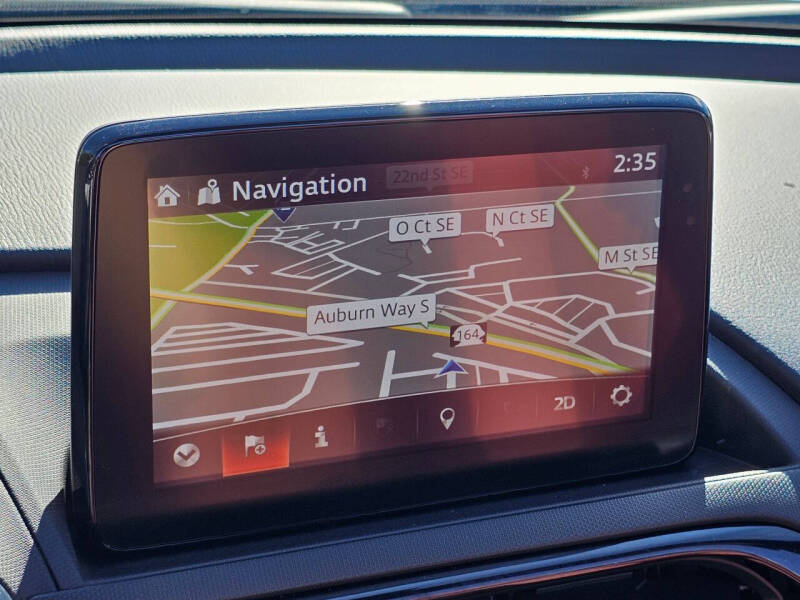 Navigation
22nd St SE
2:35
O Ct SE
N Ct SE
M St SE
Auburn Way S
164
2D